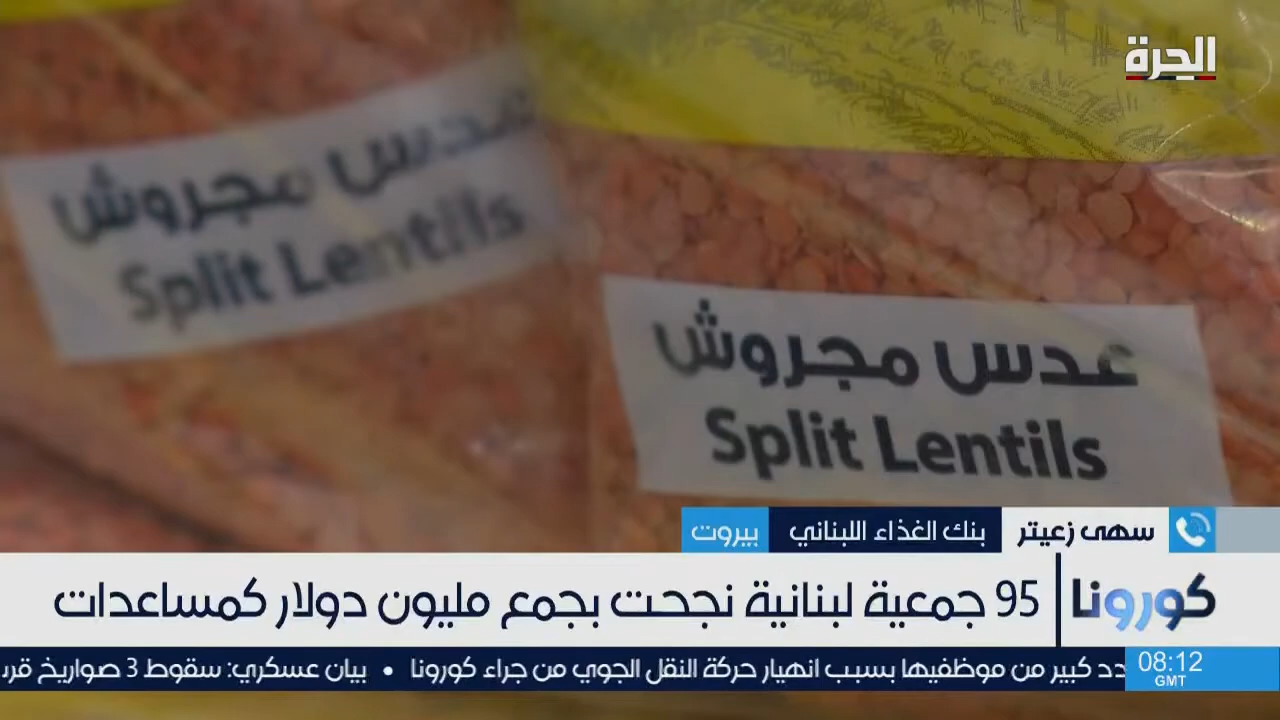 الحرة
عدس مجروش
Split Lentils
عدس مجروش
Split Lentils
سهى زعيتر
بنك الغذاء اللبناني
بيروت
كورونا
95 جمعية لبنانية نجحت بجمع مليون دولار كمساعدات
كبير من موظفيها بسبب انهيار حركة النقل الجوي من جراء كورونا • بيان عسكري: سقوط 3 صواريخ
08:12
GMT